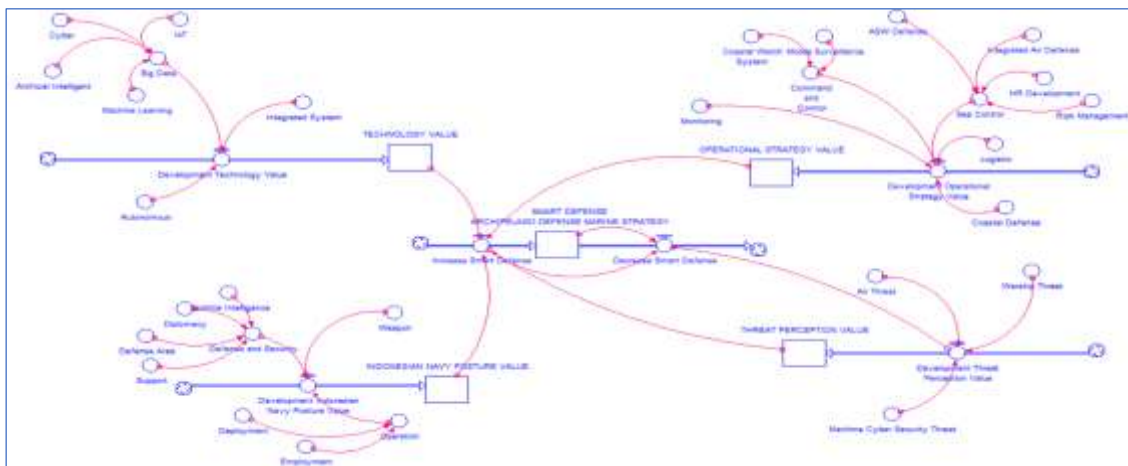 Cyber
IoT
Big Data
Artificial Intelligent
Machine Learning
Integrated System
TECHNOLOGY VALUE
Development Technology Value
Autonomous
ASW Defense
Coastal Watch
System
Mobile Surveillance
Integrated Air Defense
Command
and
Control
HR Development
Sea Control
Risk Management
Monitoring
OPERATIONAL STRATEGY VALUE
Logistic
Development Operational
Strategy Value
Coastal Defense
SMART DEFENSE
ARCHIPELAGO DEFENSE MARINE STRATEGY
Increase Smart Defense
Decrease Smart Defense
Air Threat
Warship Threat
THREAT PERCEPTION VALUE
Development Threat
Perception Value
Maritime Cyber Security Threat
Intelligence
Diplomacy
Weapon
Defense Area
Defense and Security
Support
INDONESIAN NAVY POSTURE VALUE
Development Indonesian
Navy Posture Value
Deployment
Operation
Employment